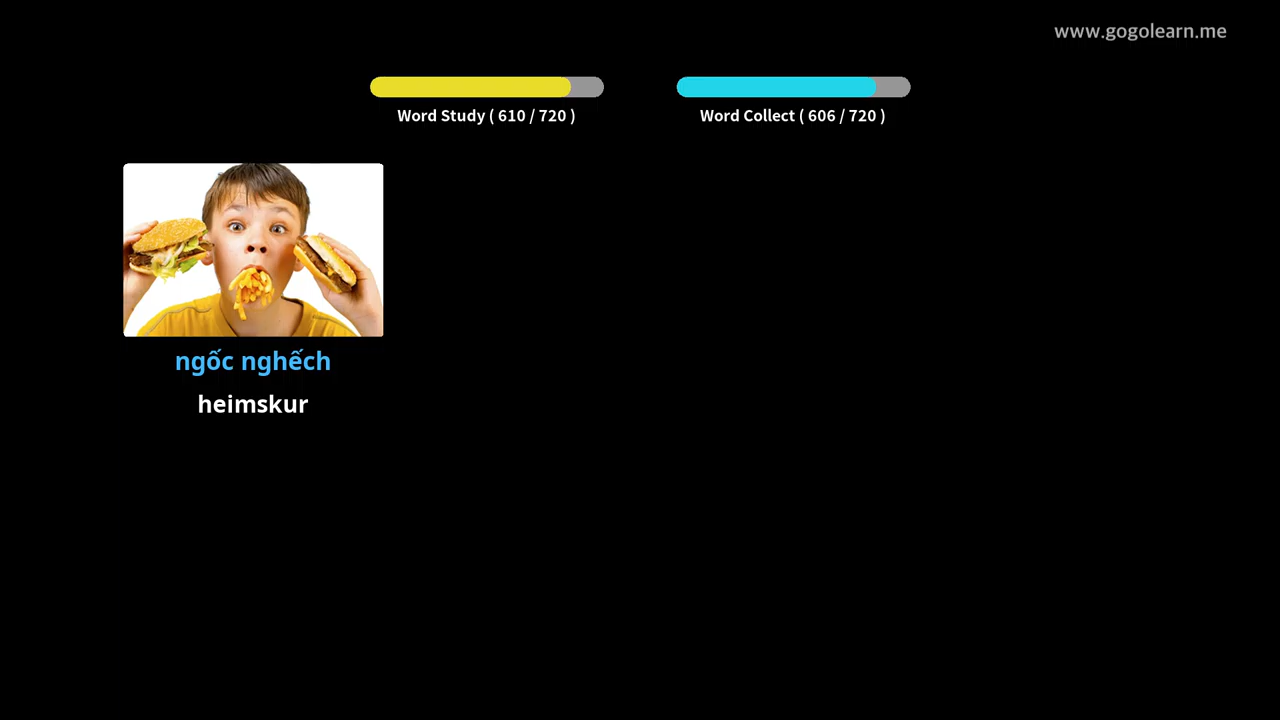 www.gogolearn.me
Word Study ( 610 / 720 )
Word Collect ( 606 / 720 )
ngốc nghếch
heimskur